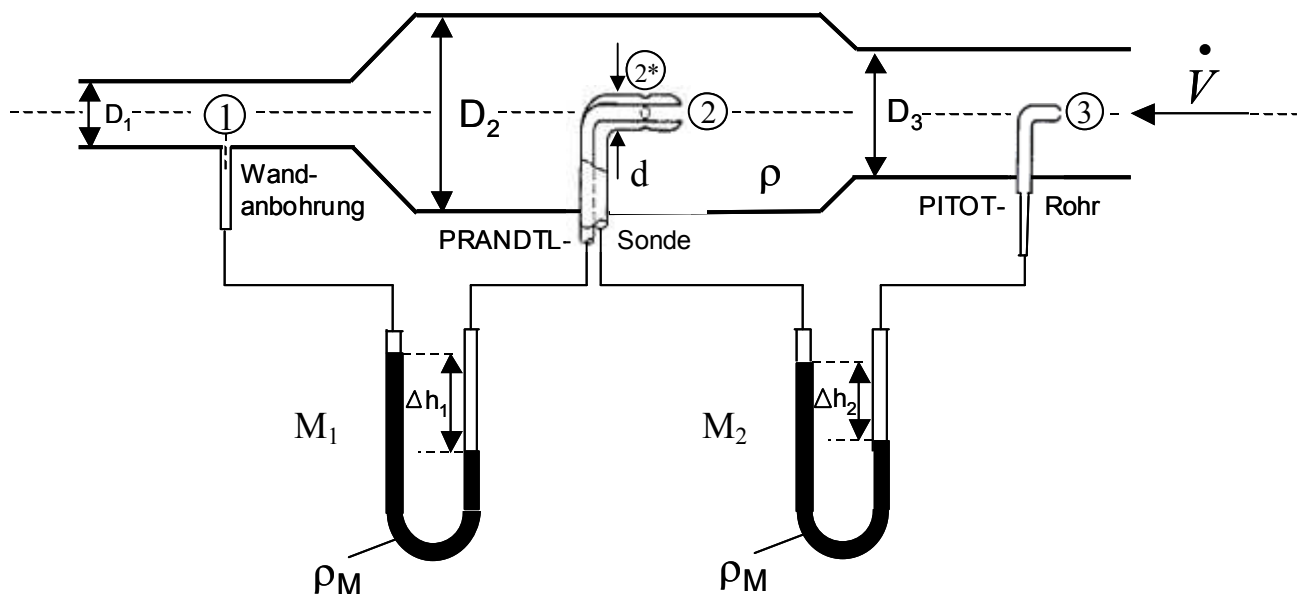 V̇
2*
D₁
1
D₂
2
D₃
3
d
ρ
Wand-
anbohrung
PRANDTL- Sonde
PITOT- Rohr
Δh₁
Δh₂
M₁
M₂
ρM
ρM